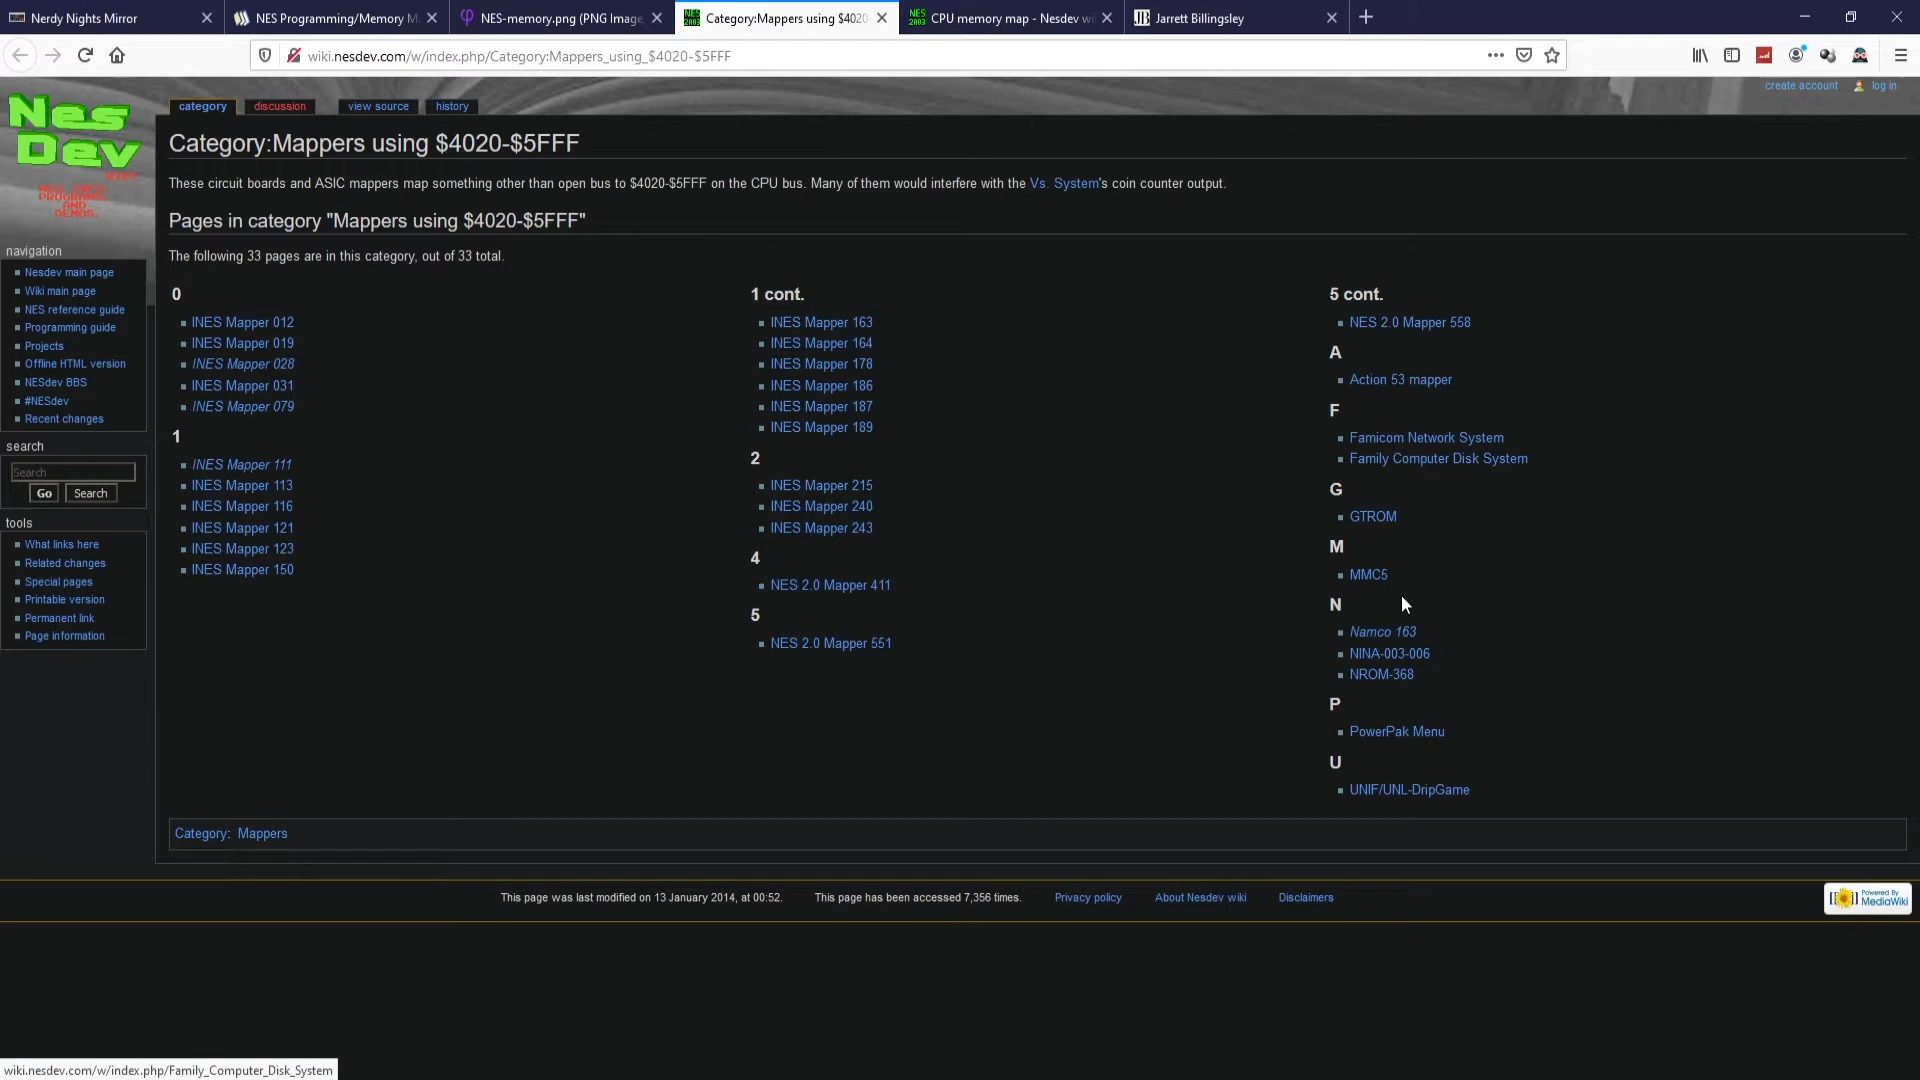 Nerdy Nights Mirror
NES Programming/Memory M
NES-memory.png (PNG Image
Category:Mappers using $4020
CPU memory map - Nesdev wi
Jarrett Billingsley
wiki.nesdev.com/w/index.php/Category:Mappers_using_$4020-$5FFF
create account
log in
Nes
Dev
WIKI
NES INFO,
PROGRAMS,
AND
DEMOS.
category
discussion
view source
history
Category:Mappers using $4020-$5FFF
These circuit boards and ASIC mappers map something other than open bus to $4020-$5FFF on the CPU bus. Many of them would interfere with the Vs. System's coin counter output.
Pages in category "Mappers using $4020-$5FFF"
The following 33 pages are in this category, out of 33 total.
navigation
Nesdev main page
Wiki main page
NES reference guide
Programming guide
Projects
Offline HTML version
NESdev BBS
#NESdev
Recent changes
search
Search
Go
Search
tools
What links here
Related changes
Special pages
Printable version
Permanent link
Page information
0
INES Mapper 012
INES Mapper 019
INES Mapper 028
INES Mapper 031
INES Mapper 079
1
INES Mapper 111
INES Mapper 113
INES Mapper 116
INES Mapper 121
INES Mapper 123
INES Mapper 150
1 cont.
INES Mapper 163
INES Mapper 164
INES Mapper 178
INES Mapper 186
INES Mapper 187
INES Mapper 189
2
INES Mapper 215
INES Mapper 240
INES Mapper 243
4
NES 2.0 Mapper 411
5
NES 2.0 Mapper 551
5 cont.
NES 2.0 Mapper 558
A
Action 53 mapper
F
Famicom Network System
Family Computer Disk System
G
GTROM
M
MMC5
N
Namco 163
NINA-003-006
NROM-368
P
PowerPak Menu
U
UNIF/UNL-DripGame
Category: Mappers
This page was last modified on 13 January 2014, at 00:52.
This page has been accessed 7,356 times.
Privacy policy
About Nesdev wiki
Disclaimers
Powered By
MediaWiki
wiki.nesdev.com/w/index.php/Family_Computer_Disk_System